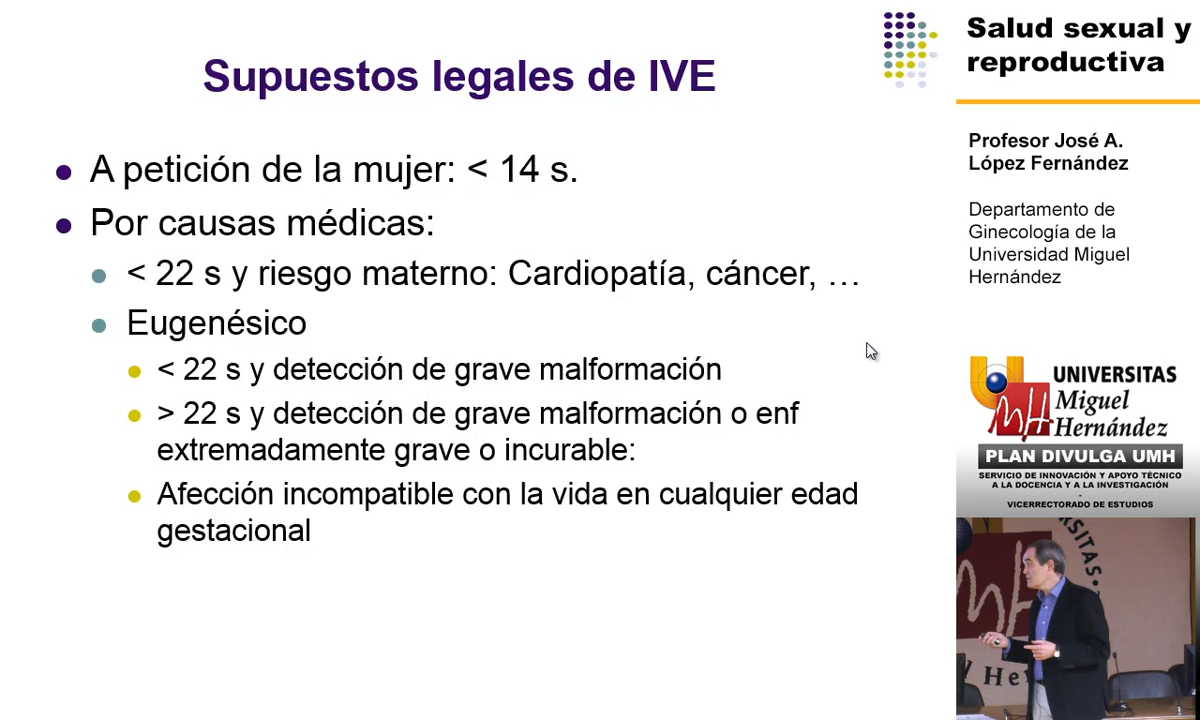 Supuestos legales de IVE
A petición de la mujer: < 14 s.
Por causas médicas:
< 22 s y riesgo materno: Cardiopatía, cáncer, …
Eugenésico
< 22 s y detección de grave malformación
> 22 s y detección de grave malformación o enf
extremadamente grave o incurable:
Afección incompatible con la vida en cualquier edad
gestacional
Salud sexual y
reproductiva
Profesor José A.
López Fernández
Departamento de
Ginecología de la
Universidad Miguel
Hernández
UNIVERSITAS
Miguel
Hernández
PLAN DIVULGA UMH
SERVICIO DE INNOVACIÓN Y APOYO TÉCNICO
A LA DOCENCIA Y A LA INVESTIGACIÓN
-
VICERRECTORADO DE ESTUDIOS